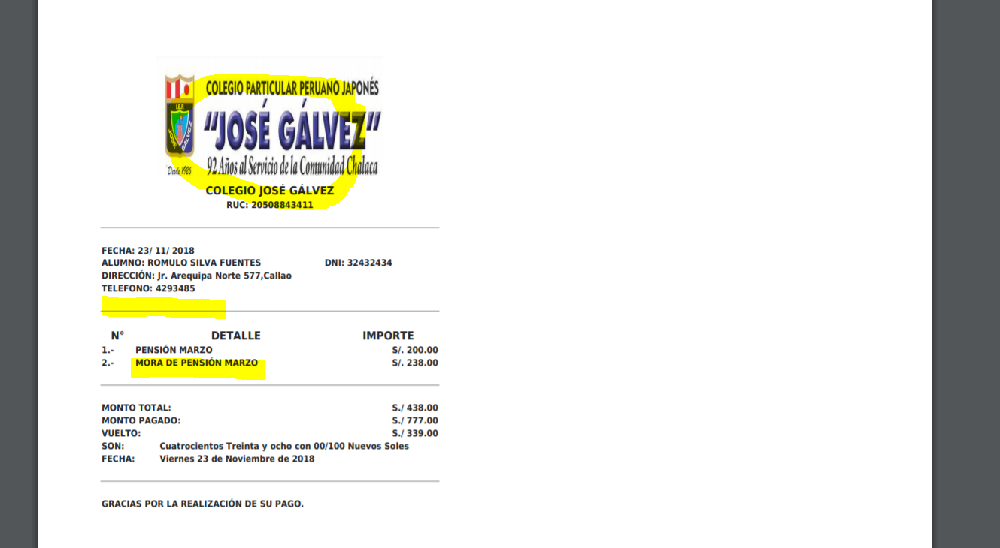 COLEGIO PARTICULAR PERUANO JAPONÉS
I.E.P.
JOSE GALVEZ
"JOSÉ GÁLVEZ"
Desde 1926
92 Años al Servicio de la Comunidad Chalaca
COLEGIO JOSÉ GÁLVEZ
RUC: 20508843411
FECHA: 23/ 11/ 2018
ALUMNO: ROMULO SILVA FUENTES DNI: 32432434
DIRECCIÓN: Jr. Arequipa Norte 577,Callao
TELEFONO: 4293485
N° DETALLE IMPORTE
1.- PENSIÓN MARZO S/. 200.00
2.- MORA DE PENSIÓN MARZO S/. 238.00
MONTO TOTAL: S./ 438.00
MONTO PAGADO: S./ 777.00
VUELTO: S./ 339.00
SON: Cuatrocientos Treinta y ocho con 00/100 Nuevos Soles
FECHA: Viernes 23 de Noviembre de 2018
GRACIAS POR LA REALIZACIÓN DE SU PAGO.